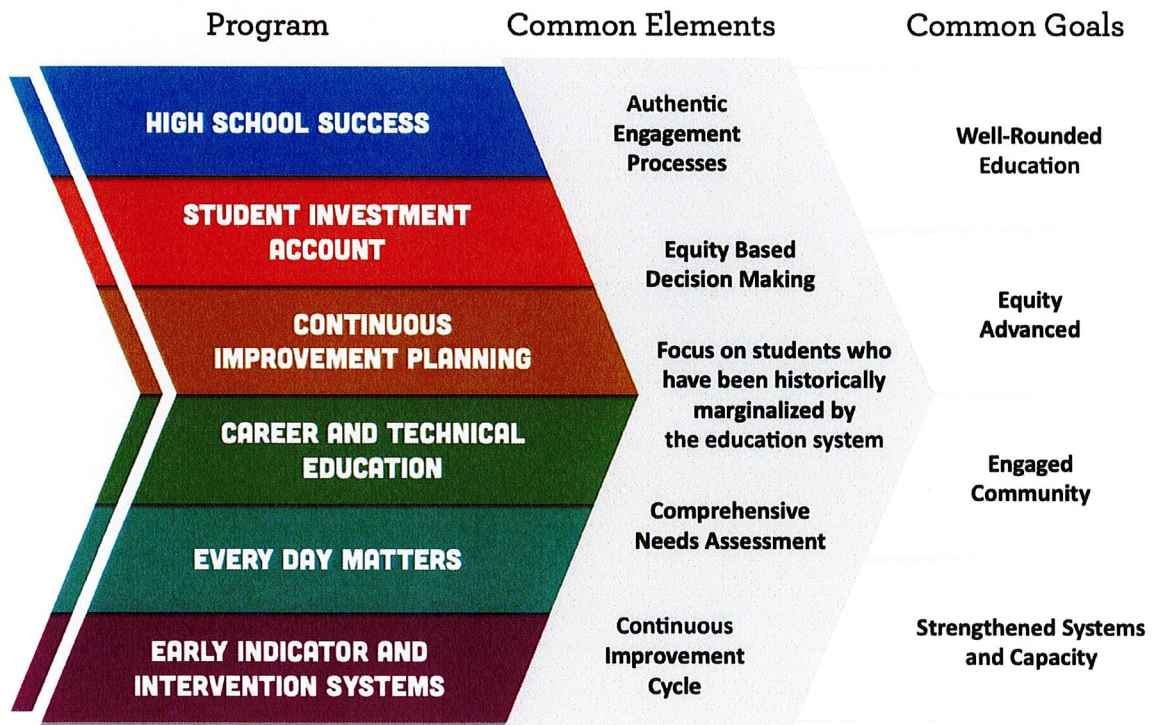 Program
Common Elements
Common Goals
HIGH SCHOOL SUCCESS
STUDENT INVESTMENT
ACCOUNT
CONTINUOUS
IMPROVEMENT PLANNING
CAREER AND TECHNICAL
EDUCATION
EVERY DAY MATTERS
EARLY INDICATOR AND
INTERVENTION SYSTEMS
Authentic
Engagement
Processes
Equity Based
Decision Making
Focus on students who
have been historically
marginalized by
the education system
Comprehensive
Needs Assessment
Continuous
Improvement
Cycle
Well-Rounded
Education
Equity
Advanced
Engaged
Community
Strengthened Systems
and Capacity